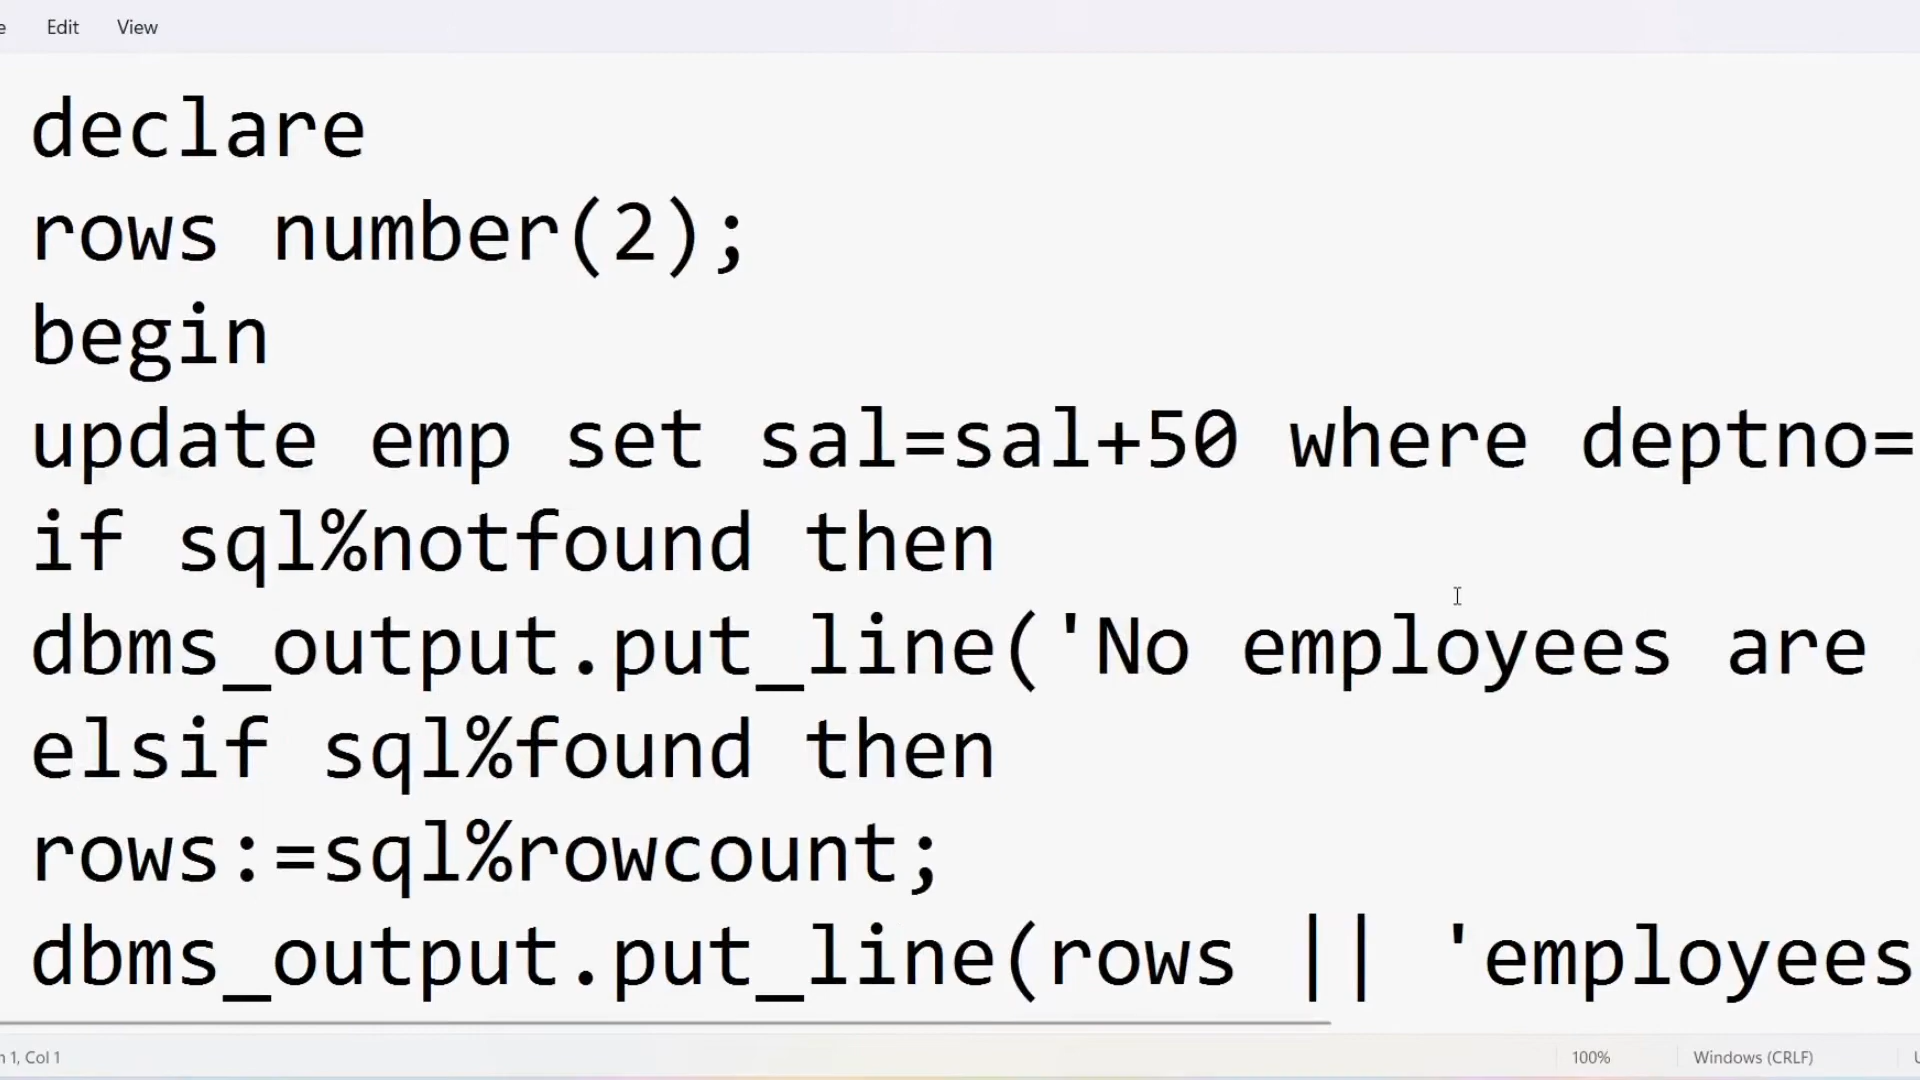 Edit View
declare
rows number(2);
begin
update emp set sal=sal+50 where deptno=
if sql%notfound then
dbms_output.put_line('No employees are
elsif sql%found then
rows:=sql%rowcount;
dbms_output.put_line(rows || 'employees
1, Col 1 100% Windows (CRLF)